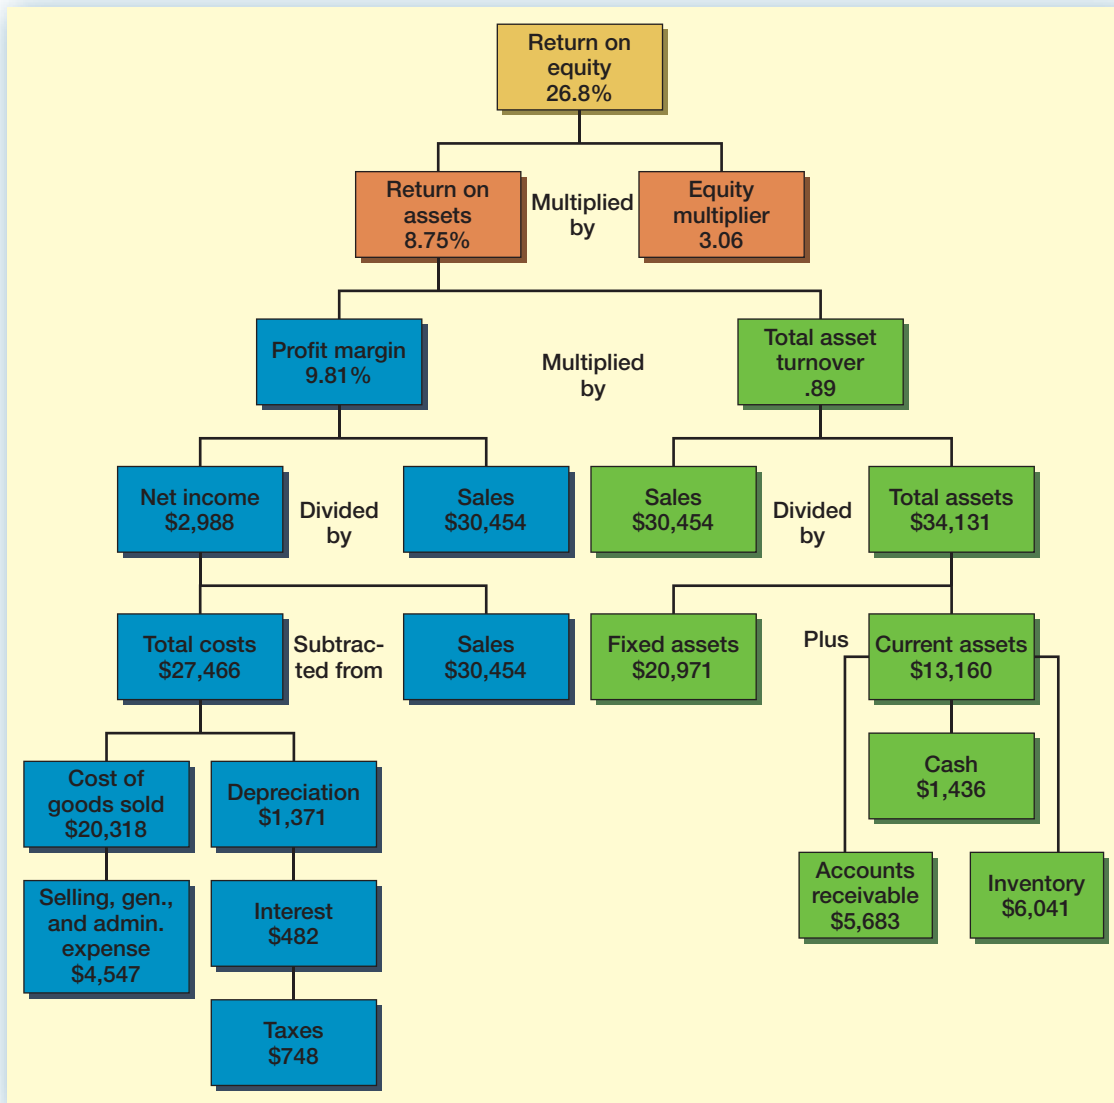 Return on
equity
26.8%
Return on
assets
8.75%
Multiplied
by
Equity
multiplier
3.06
Profit margin
9.81%
Multiplied
by
Total asset
turnover
.89
Net income
$2,988
Divided
by
Sales
$30,454
Sales
$30,454
Divided
by
Total assets
$34,131
Total costs
$27,466
Subtrac-
ted from
Sales
$30,454
Fixed assets
$20,971
Plus
Current assets
$13,160
Cost of
goods sold
$20,318
Depreciation
$1,371
Cash
$1,436
Selling, gen.,
and admin.
expense
$4,547
Interest
$482
Accounts
receivable
$5,683
Inventory
$6,041
Taxes
$748